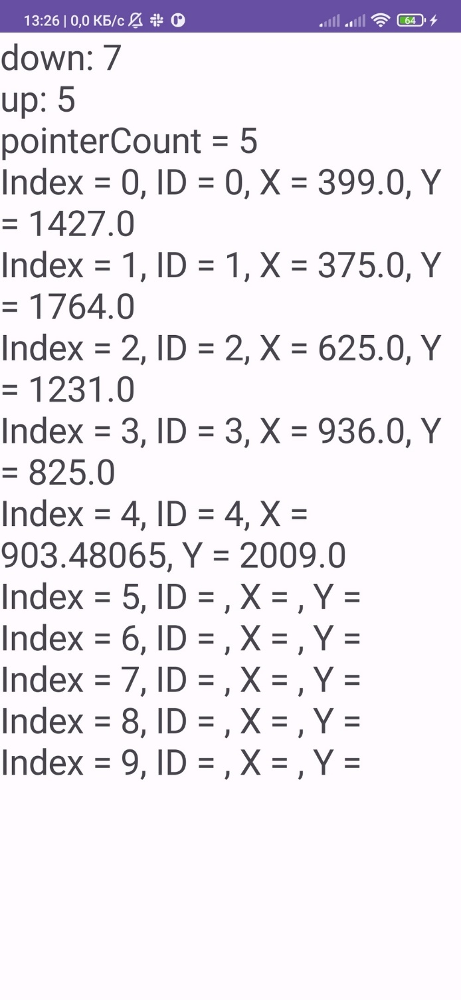 13:26 | 0,0 КБ/с
64
down: 7
up: 5
pointerCount = 5
Index = 0, ID = 0, X = 399.0, Y
= 1427.0
Index = 1, ID = 1, X = 375.0, Y
= 1764.0
Index = 2, ID = 2, X = 625.0, Y
= 1231.0
Index = 3, ID = 3, X = 936.0, Y
= 825.0
Index = 4, ID = 4, X =
903.48065, Y = 2009.0
Index = 5, ID = , X = , Y =
Index = 6, ID = , X = , Y =
Index = 7, ID = , X = , Y =
Index = 8, ID = , X = , Y =
Index = 9, ID = , X = , Y =